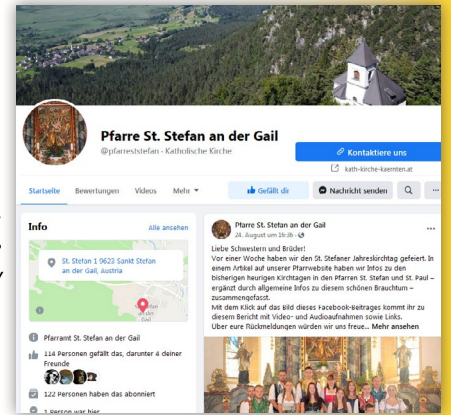 Pfarre St. Stefan an der Gail
@pfarreststefan · Katholische Kirche
Kontaktiere uns
kath-kirche-kaernten.at
Startseite
Bewertungen
Videos
Mehr
Gefällt dir
Nachricht senden
...
Info
Alle ansehen
St. Stefan 1 9623 Sankt Stefan
an der Gail, Austria
Pfarramt St. Stefan an der Gail
114 Personen gefällt das, darunter 4 deiner
Freunde
122 Personen haben das abonniert
1 Person war hier
Pfarre St. Stefan an der Gail
24. August um 19:36 ·
Liebe Schwestern und Brüder!
Vor einer Woche haben wir den St. Stefaner Jahreskirchtag gefeiert. In
einem Artikel auf unserer Pfarrwebsite haben wir Infos zu den
bisherigen heurigen Kirchtagen in den Pfarren St. Stefan und St. Paul –
ergänzt durch allgemeine Infos zu diesem schönen Brauchtum –
zusammengefasst.
Mit dem Klick auf das Bild dieses Facebook-Beitrages kommt ihr zu
diesem Bericht mit Video- und Audioaufnahmen sowie Links.
Über eure Rückmeldungen würden wir uns freue... Mehr ansehen